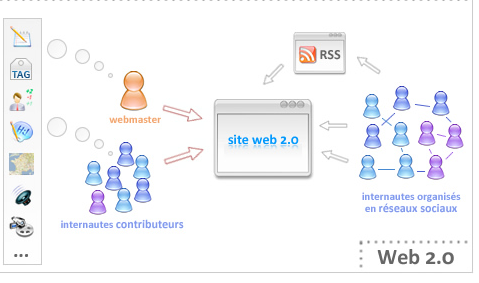 RSS
TAG
webmaster
site web 2.0
internautes contributeurs
internautes organisés
en réseaux sociaux
...
Web 2.0